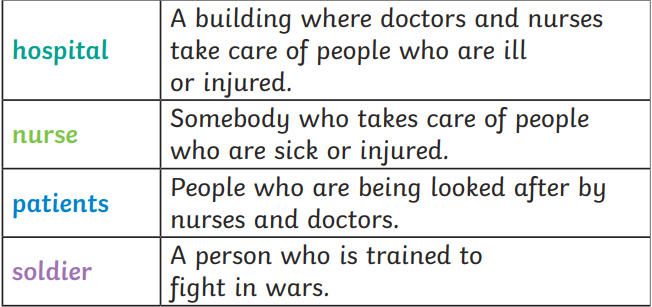 hospital
A building where doctors and nurses
take care of people who are ill
or injured.
nurse
Somebody who takes care of people
who are sick or injured.
patients
People who are being looked after by
nurses and doctors.
soldier
A person who is trained to
fight in wars.